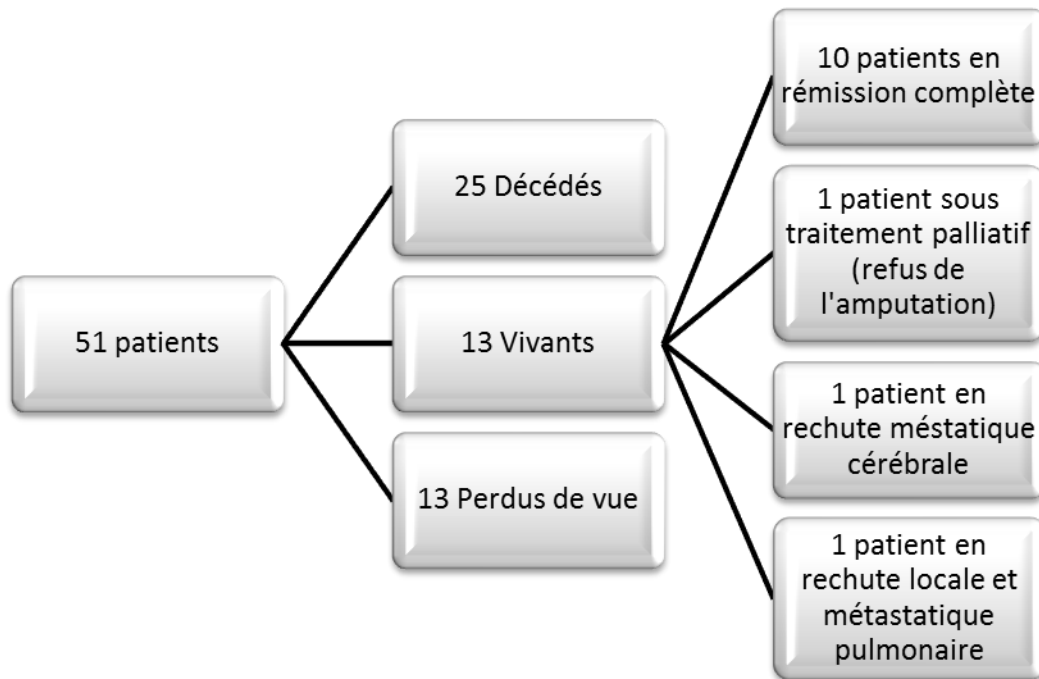 51 patients
25 Décédés
13 Vivants
13 Perdus de vue
10 patients en
rémission complète
1 patient sous
traitement palliatif
(refus de
l'amputation)
1 patient en
rechute méstatique
cérébrale
1 patient en
rechute locale et
métastatique
pulmonaire